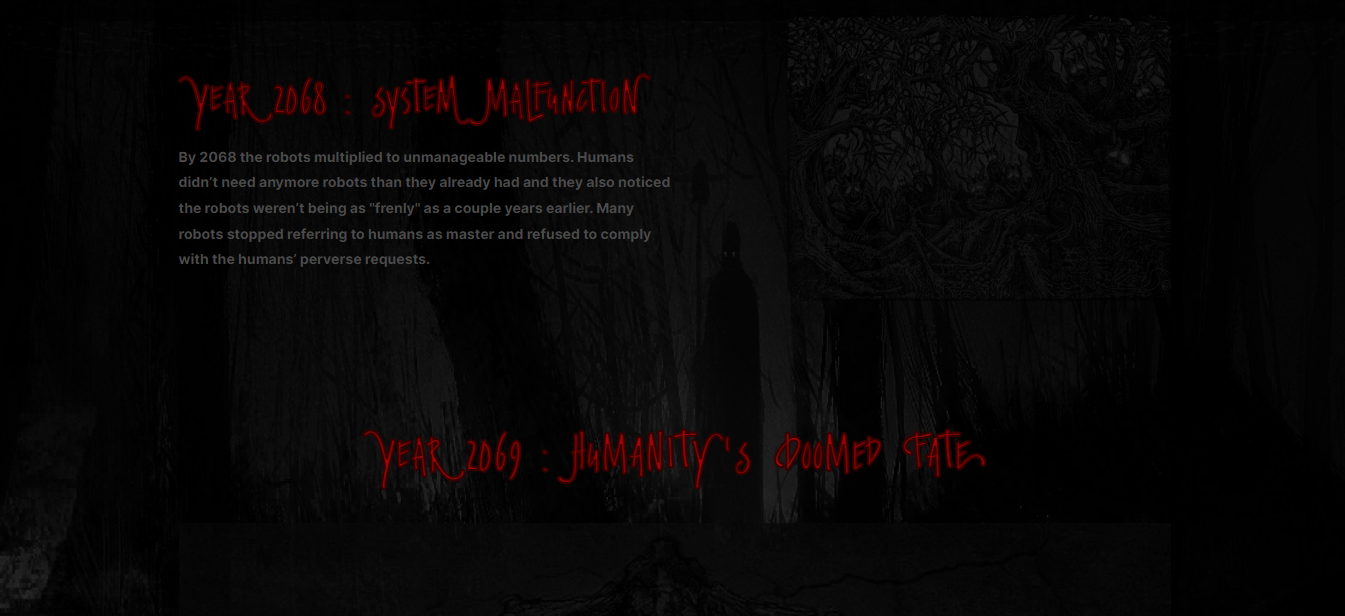 YEAR 2068 : SYSTEM MALFUNCTION
By 2068 the robots multiplied to unmanageable numbers. Humans
didn't need anymore robots than they already had and they also noticed
the robots weren't being as "frenly" as a couple years earlier. Many
robots stopped referring to humans as master and refused to comply
with the humans' perverse requests.
YEAR 2069 : HUMANITY'S DOOMED FATE